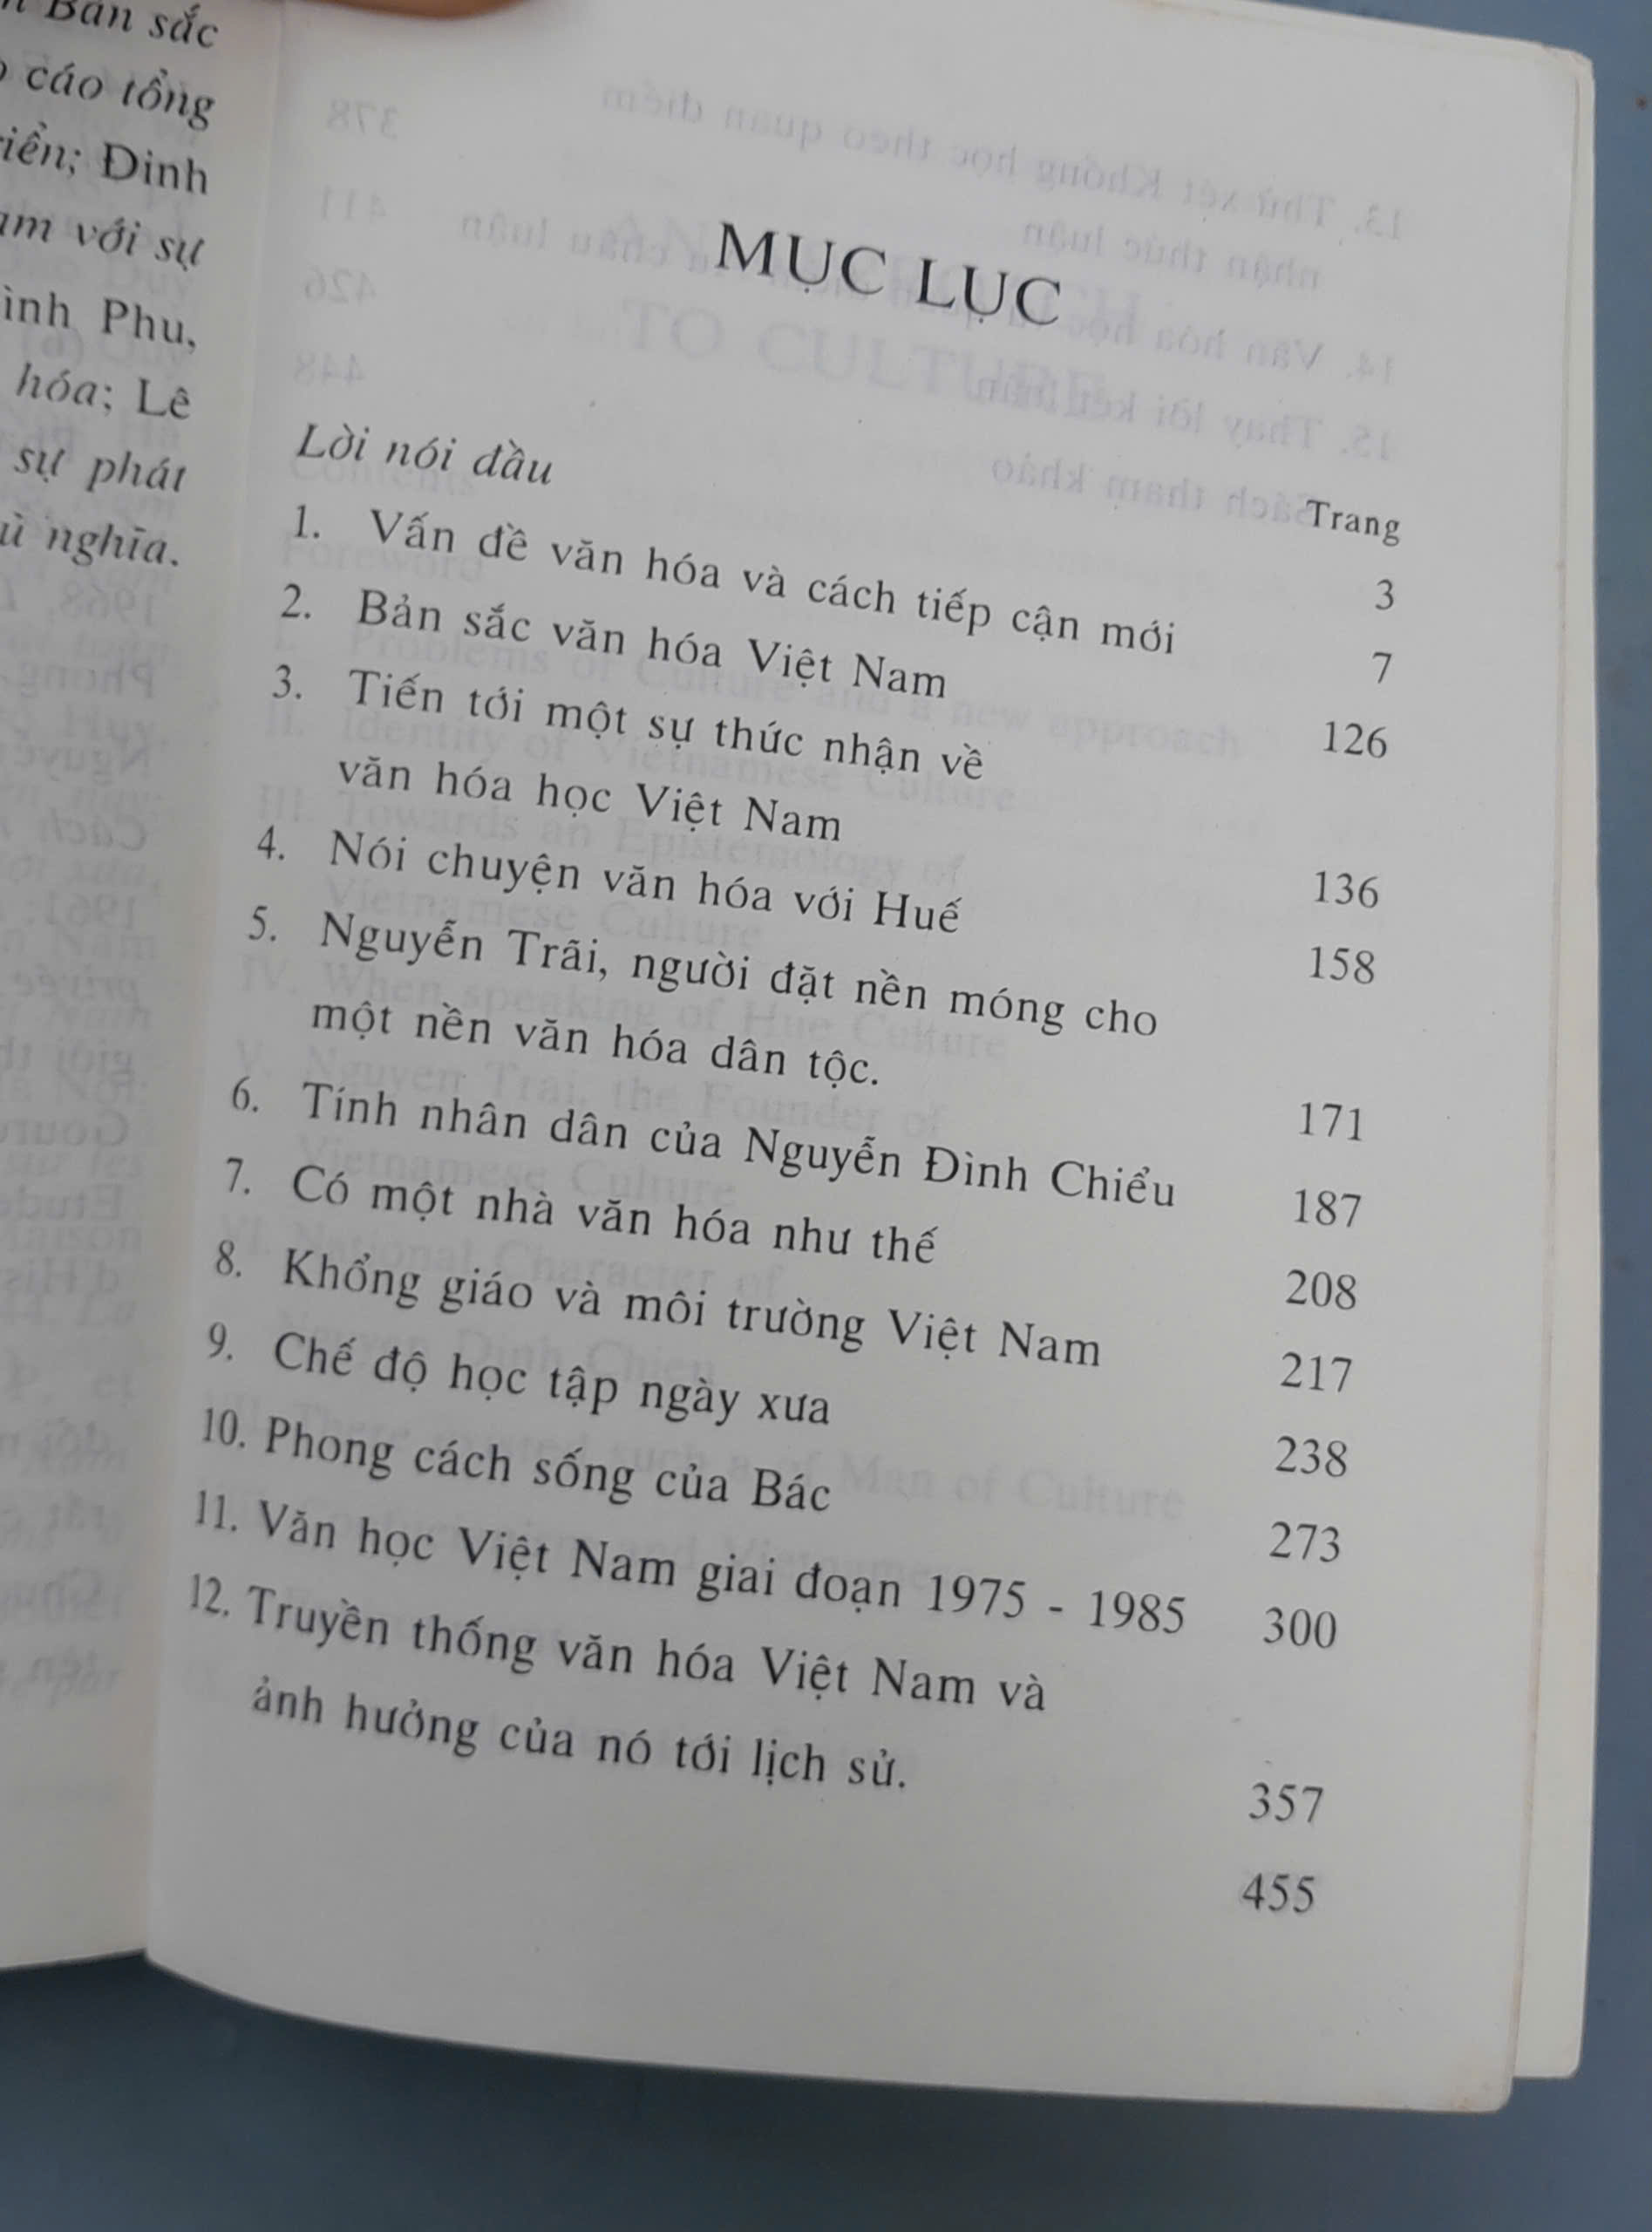 Bản sắc
cáo tổng
Đinh
với sự
Phu,
hóa; Lê
sự phát
nghĩa.
MỤC LỤC
Trang
Lời nói đầu 3
1. Vấn đề văn hóa và cách tiếp cận mới 7
2. Bản sắc văn hóa Việt Nam 126
3. Tiến tới một sự thức nhận về
văn hóa học Việt Nam 136
4. Nói chuyện văn hóa với Huế 158
5. Nguyễn Trãi, người đặt nền móng cho
một nền văn hóa dân tộc. 171
6. Tính nhân dân của Nguyễn Đình Chiểu 187
7. Có một nhà văn hóa như thế 208
8. Khổng giáo và môi trường Việt Nam 217
9. Chế độ học tập ngày xưa 238
10. Phong cách sống của Bác 273
11. Văn học Việt Nam giai đoạn 1975 - 1985 300
12. Truyền thống văn hóa Việt Nam và
ảnh hưởng của nó tới lịch sử. 357
455